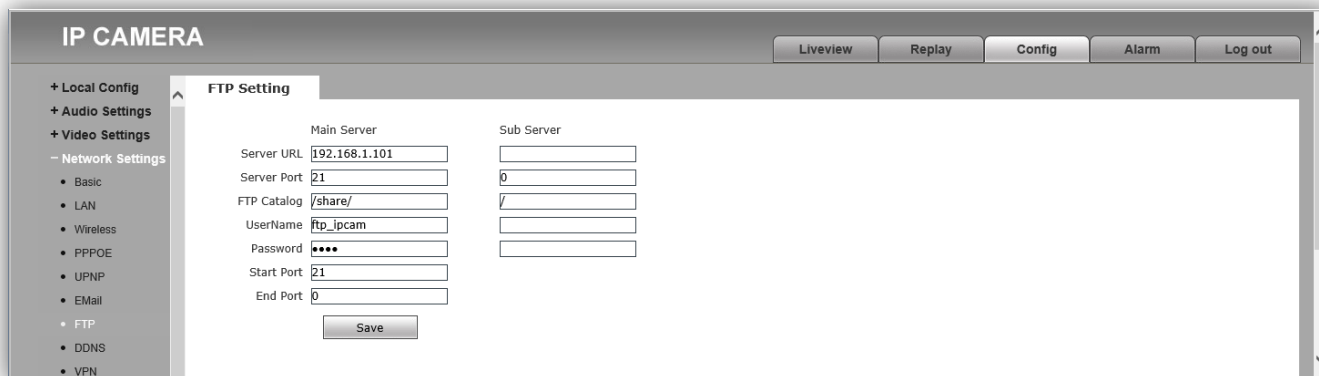 IP CAMERA
Liveview Replay Config Alarm Log out
+ Local Config
+ Audio Settings
+ Video Settings
− Network Settings
• Basic
• LAN
• Wireless
• PPPOE
• UPNP
• EMail
• FTP
• DDNS
• VPN
FTP Setting
Main Server Sub Server
Server URL 192.168.1.101
Server Port 21 0
FTP Catalog /share/ /
UserName ftp_ipcam
Password ••••
Start Port 21
End Port 0
Save